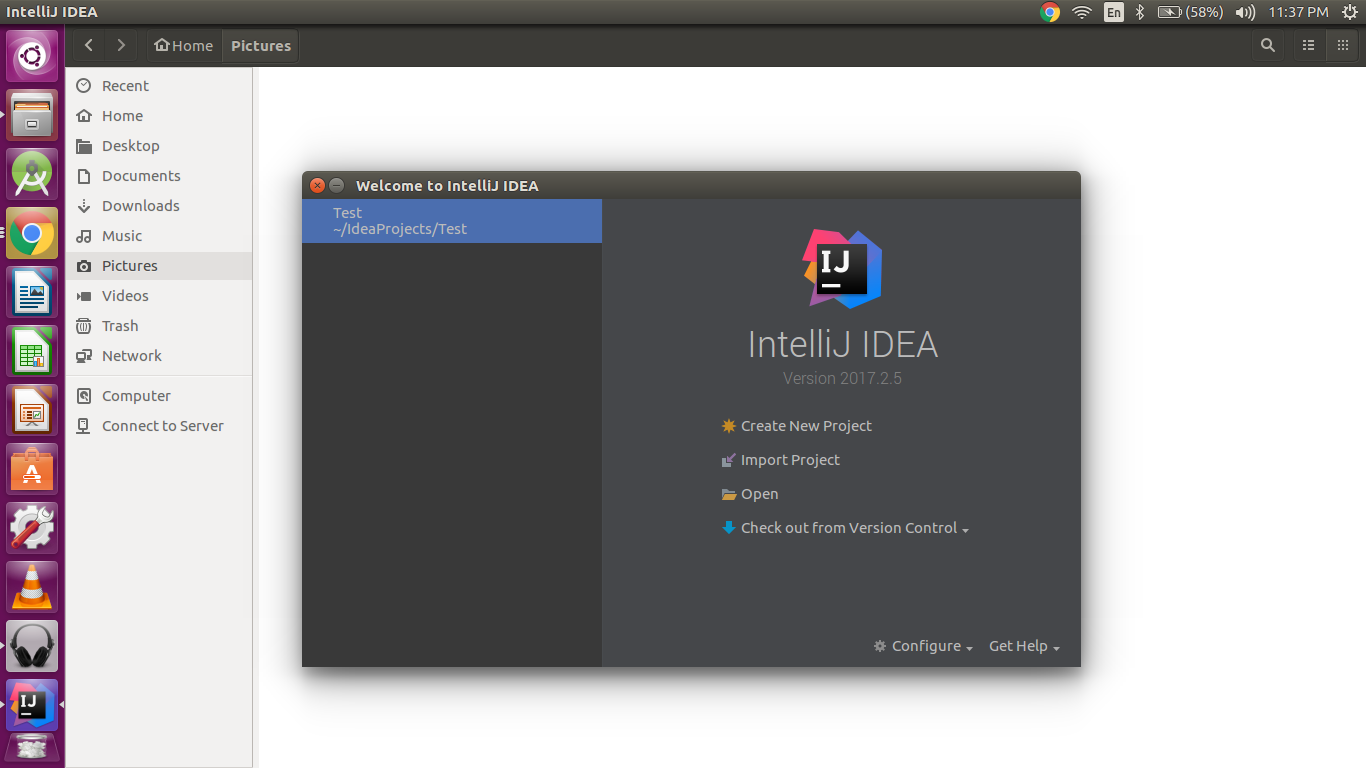 IntelliJ IDEA
En
(58%)
11:37 PM
Home
Pictures
Recent
Home
Desktop
Documents
Downloads
Music
Pictures
Videos
Trash
Network
Computer
Connect to Server
Welcome to IntelliJ IDEA
Test
~/IdeaProjects/Test
IJ
IntelliJ IDEA
Version 2017.2.5
Create New Project
Import Project
Open
Check out from Version Control
Configure
Get Help
A
IJ